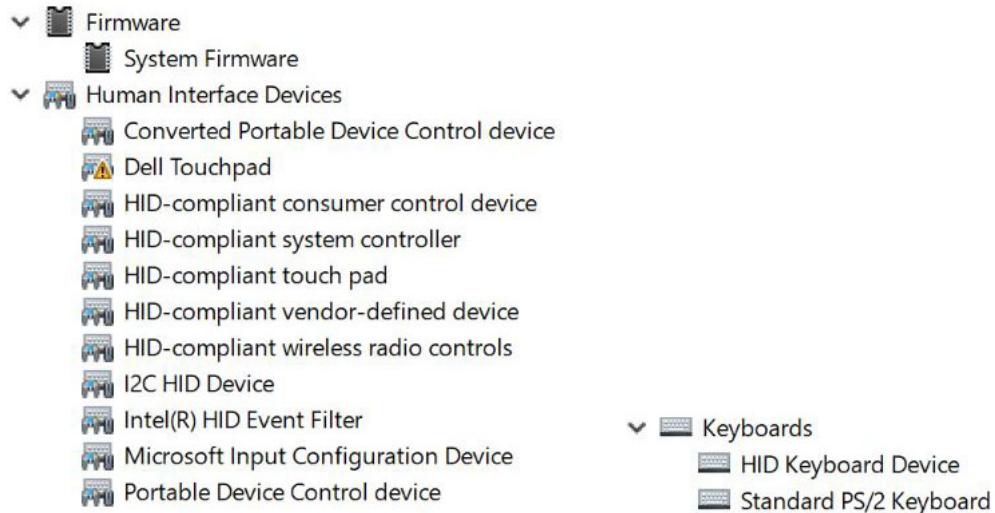 Firmware
System Firmware
Human Interface Devices
Converted Portable Device Control device
Dell Touchpad
HID-compliant consumer control device
HID-compliant system controller
HID-compliant touch pad
HID-compliant vendor-defined device
HID-compliant wireless radio controls
I2C HID Device
Intel(R) HID Event Filter
Microsoft Input Configuration Device
Portable Device Control device
Keyboards
HID Keyboard Device
Standard PS/2 Keyboard